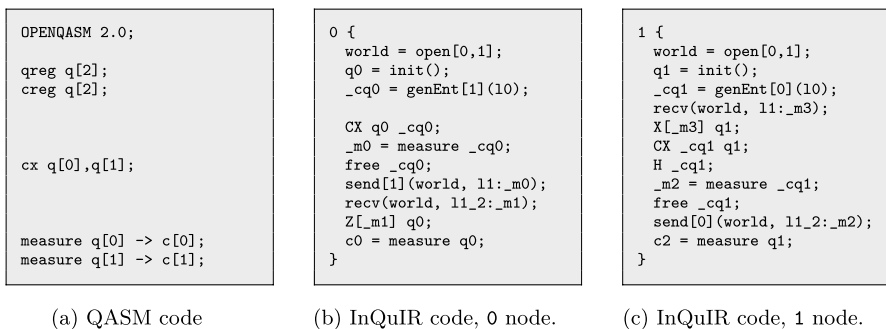 OPENQASM 2.0;
qreg q[2];
creg q[2];
cx q[0],q[1];
measure q[0] -> c[0];
measure q[1] -> c[1];
(a) QASM code
0 {
world = open[0,1];
q0 = init();
_cq0 = genEnt[1](l0);
CX q0 _cq0;
_m0 = measure _cq0;
free _cq0;
send[1](world, l1:_m0);
recv(world, l1_2:_m1);
Z[_m1] q0;
c0 = measure q0;
}
(b) InQuIR code, 0 node.
1 {
world = open[0,1];
q1 = init();
_cq1 = genEnt[0](l0);
recv(world, l1:_m3);
X[_m3] q1;
CX _cq1 q1;
H _cq1;
_m2 = measure _cq1;
free _cq1;
send[0](world, l1_2:_m2);
c2 = measure q1;
}
(c) InQuIR code, 1 node.